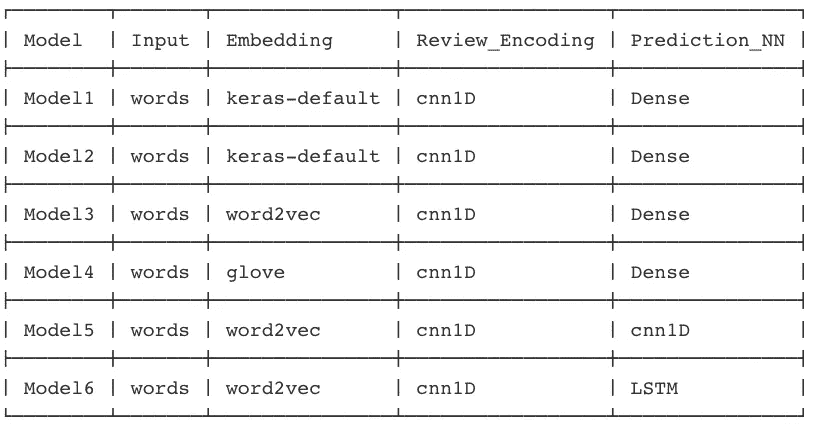 Model | Input | Embedding | Review_Encoding | Prediction_NN
Model1 | words | keras-default | cnn1D | Dense
Model2 | words | keras-default | cnn1D | Dense
Model3 | words | word2vec | cnn1D | Dense
Model4 | words | glove | cnn1D | Dense
Model5 | words | word2vec | cnn1D | cnn1D
Model6 | words | word2vec | cnn1D | LSTM